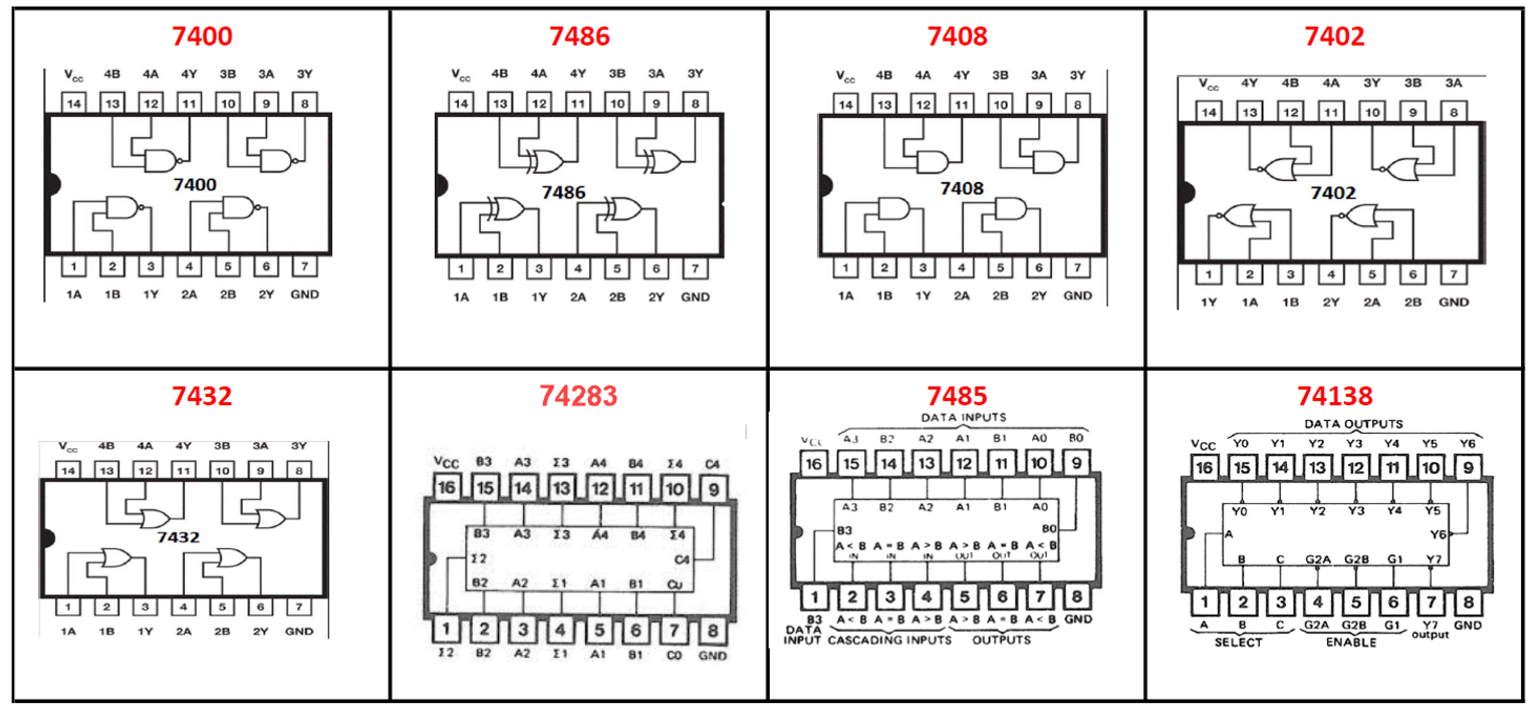 7400
Vcc 4B 4A 4Y 3B 3A 3Y
14 13 12 11 10 9 8
7400
1 2 3 4 5 6 7
1A 1B 1Y 2A 2B 2Y GND
7486
Vcc 4B 4A 4Y 3B 3A 3Y
14 13 12 11 10 9 8
7486
1 2 3 4 5 6 7
1A 1B 1Y 2A 2B 2Y GND
7408
Vcc 4B 4A 4Y 3B 3A 3Y
14 13 12 11 10 9 8
7408
1 2 3 4 5 6 7
1A 1B 1Y 2A 2B 2Y GND
7402
Vcc 4Y 4B 4A 3Y 3B 3A
14 13 12 11 10 9 8
7402
1 2 3 4 5 6 7
1Y 1A 1B 2Y 2A 2B GND
7432
Vcc 4B 4A 4Y 3B 3A 3Y
14 13 12 11 10 9 8
7432
1 2 3 4 5 6 7
1A 1B 1Y 2A 2B 2Y GND
74283
VCC B3 A3 Σ3 A4 B4 Σ4 C4
16 15 14 13 12 11 10 9
B3 A3 Σ3 A4 B4 Σ4
Σ2 C4
B2 A2 Σ1 A1 B1 C0
1 2 3 4 5 6 7 8
Σ2 B2 A2 Σ1 A1 B1 C0 GND
7485
DATA INPUTS
VCC A3 B2 A2 A1 B1 A0 B0
16 15 14 13 12 11 10 9
A3 B2 A2 A1 B1 A0
B3 B0
A < B A = B A > B A > B A = B A < B
IN IN IN OUT OUT OUT
1 2 3 4 5 6 7 8
B3 A < B A = B A > B A > B A = B A < B GND
DATA INPUT CASCADING INPUTS OUTPUTS
74138
DATA OUTPUTS
VCC Y0 Y1 Y2 Y3 Y4 Y5 Y6
16 15 14 13 12 11 10 9
Y0 Y1 Y2 Y3 Y4 Y5
A Y6
B C G2A G2B G1 Y7
1 2 3 4 5 6 7 8
A B C G2A G2B G1 Y7 GND
SELECT ENABLE output